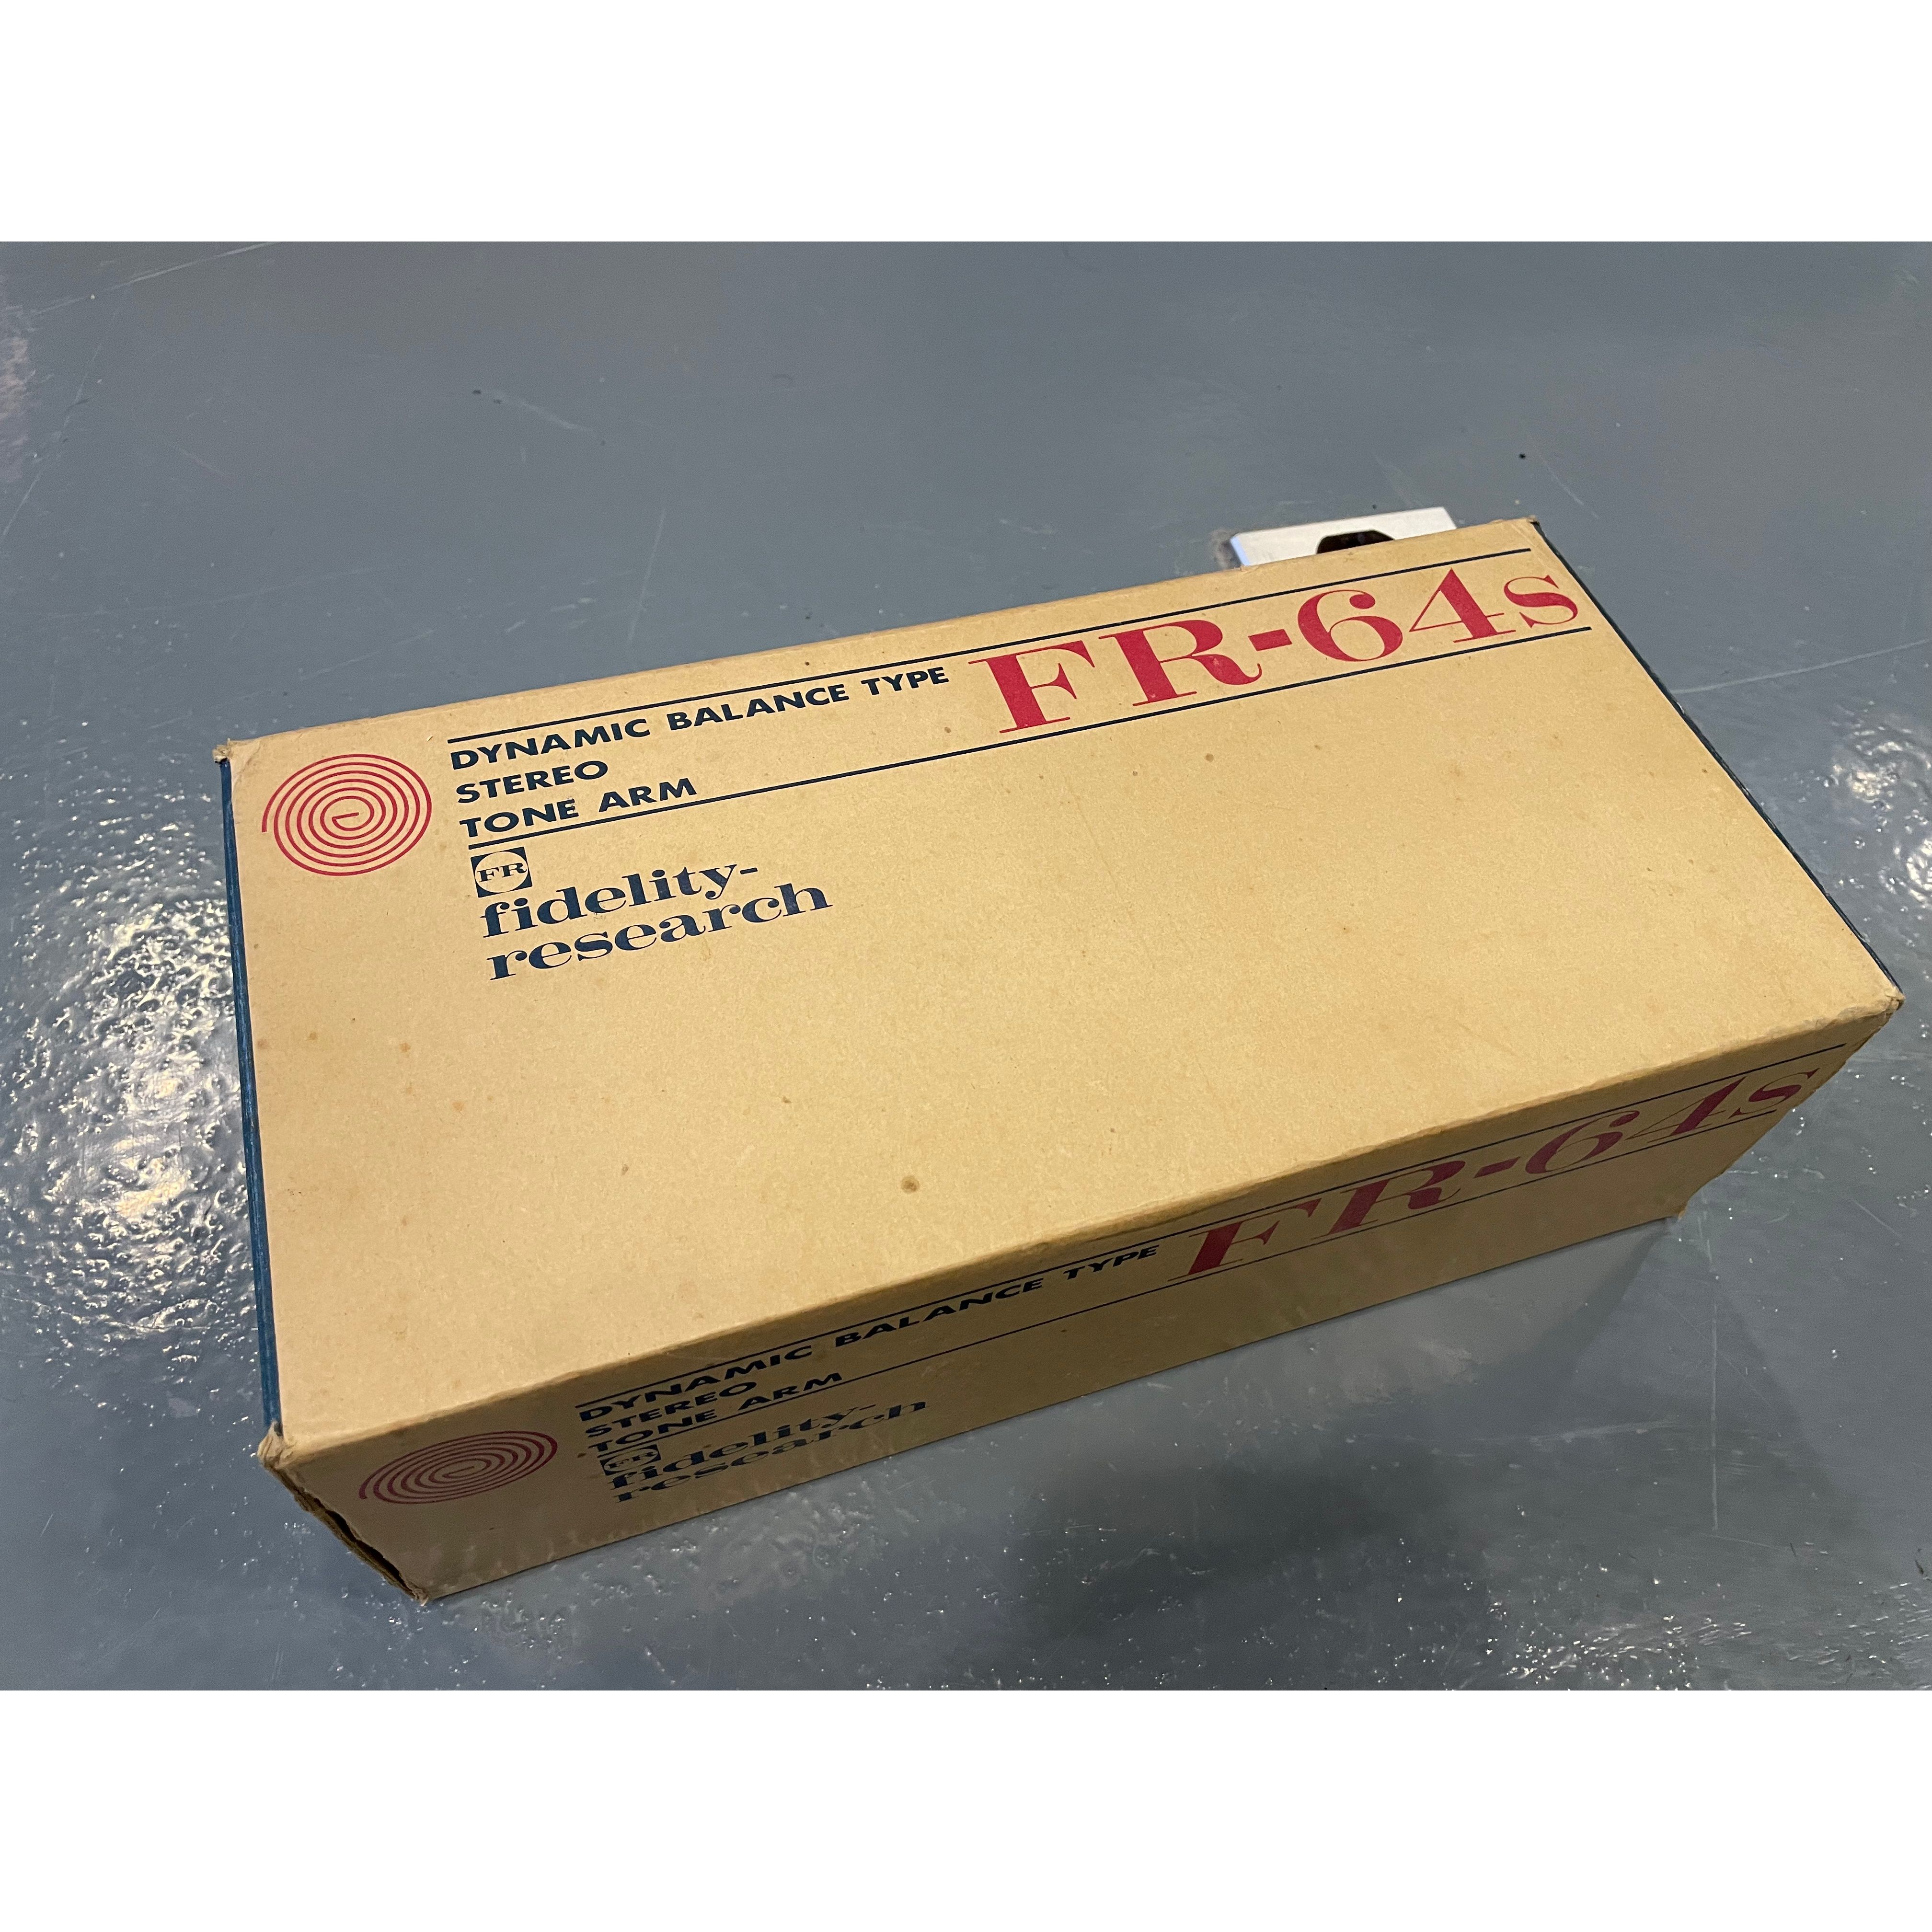 DYNAMIC BALANCE TYPE
STEREO
TONE ARM
FR-64s
FR
fidelity-
research
DYNAMIC BALANCE TYPE
STEREO
TONE ARM
FR-64s
FR
fidelity-
research